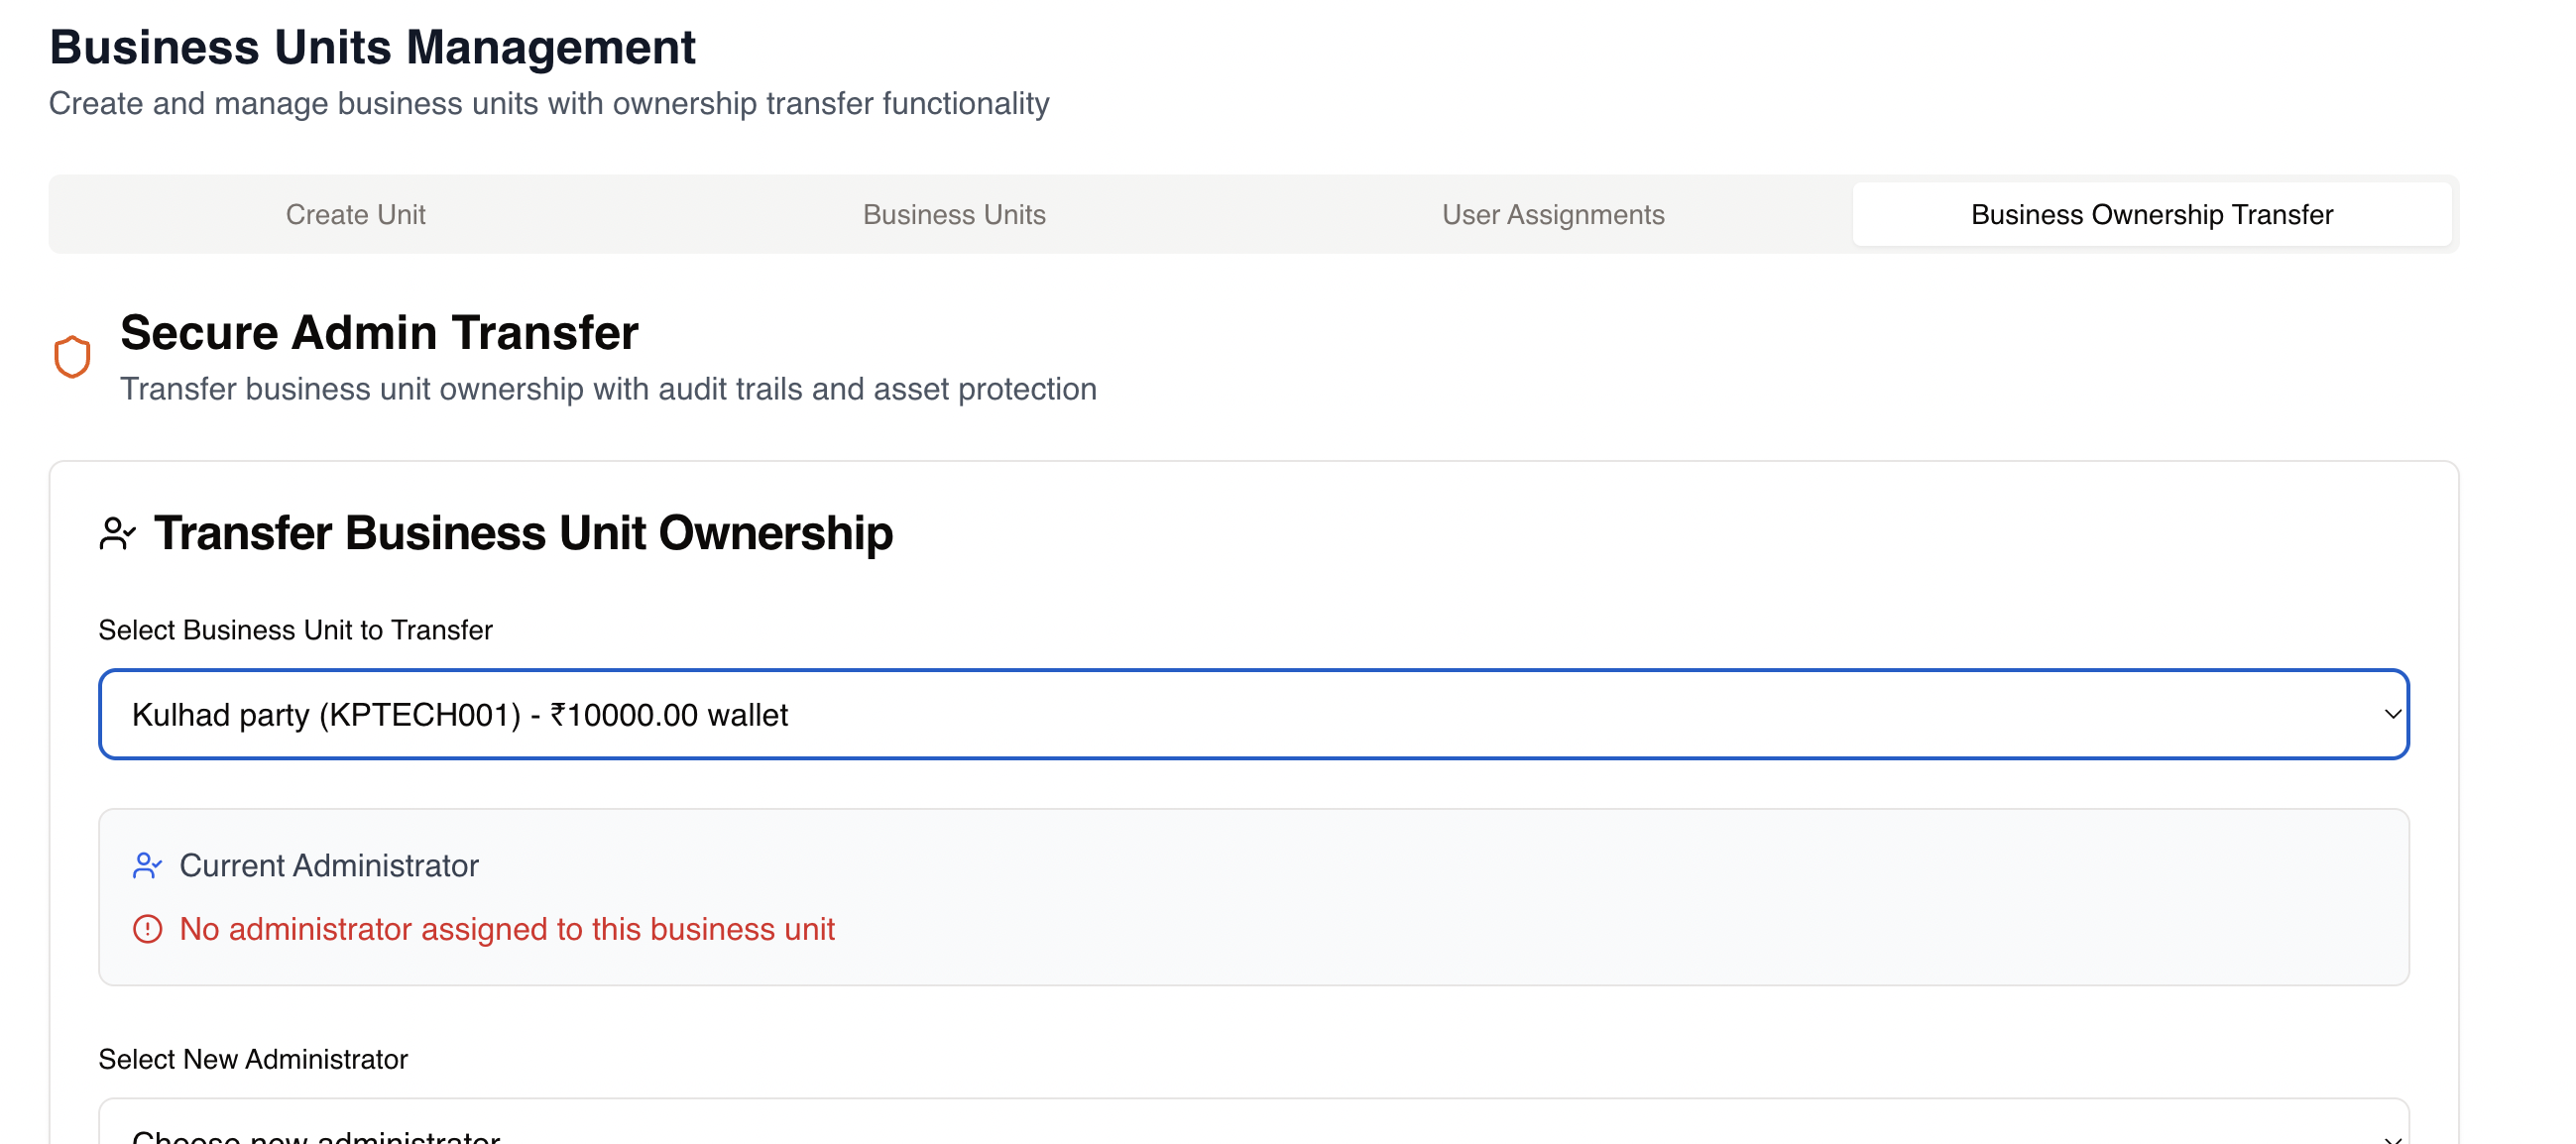 Business Units Management
Create and manage business units with ownership transfer functionality
Create Unit
Business Units
User Assignments
Business Ownership Transfer
Secure Admin Transfer
Transfer business unit ownership with audit trails and asset protection
Transfer Business Unit Ownership
Select Business Unit to Transfer
Kulhad party (KPTECH001) - ₹10000.00 wallet
Current Administrator
No administrator assigned to this business unit
Select New Administrator
Choose new administrator